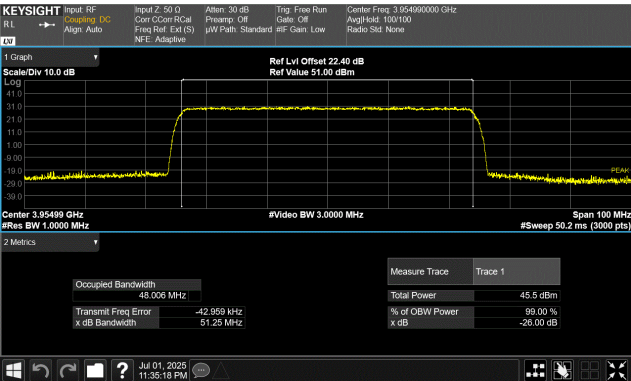 KEYSIGHT Input: RF Input Z: 50 Ω Atten: 30 dB Trig: Free Run Center Freq: 3.954990000 GHz
RL Coupling: DC Corr CCorr RCal Preamp: Off Gate: Off Avg|Hold: 100/100
Align: Auto Freq Ref: Ext (S) µW Path: Standard #IF Gain: Low Radio Std: None
LXI NFE: Adaptive
1 Graph
Ref Lvl Offset 22.40 dB
Scale/Div 10.0 dB Ref Value 51.00 dBm
Log
41.0
31.0
21.0
11.0
1.00
-9.00
-19.0 PEAK
-29.0
-39.0
Center 3.95499 GHz #Video BW 3.0000 MHz Span 100 MHz
#Res BW 1.0000 MHz #Sweep 50.2 ms (3000 pts)
2 Metrics
Measure Trace Trace 1
Occupied Bandwidth
48.006 MHz Total Power 45.5 dBm
Transmit Freq Error -42.959 kHz % of OBW Power 99.00 %
x dB Bandwidth 51.25 MHz x dB -26.00 dB
? Jul 01, 2025
11:35:18 PM